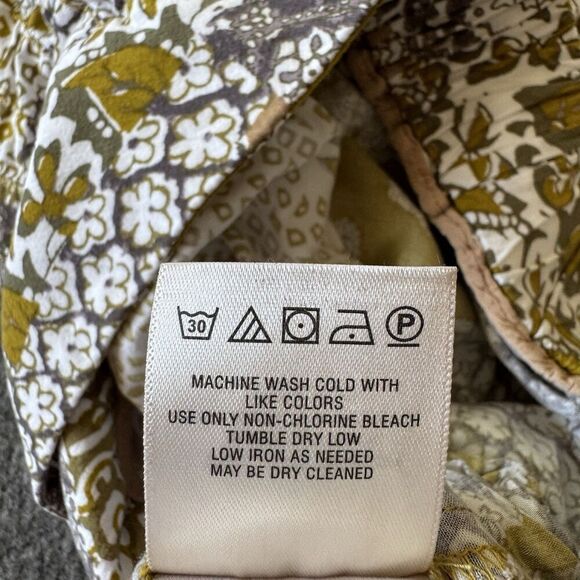 30 P
MACHINE WASH COLD WITH
LIKE COLORS
USE ONLY NON-CHLORINE BLEACH
TUMBLE DRY LOW
LOW IRON AS NEEDED
MAY BE DRY CLEANED